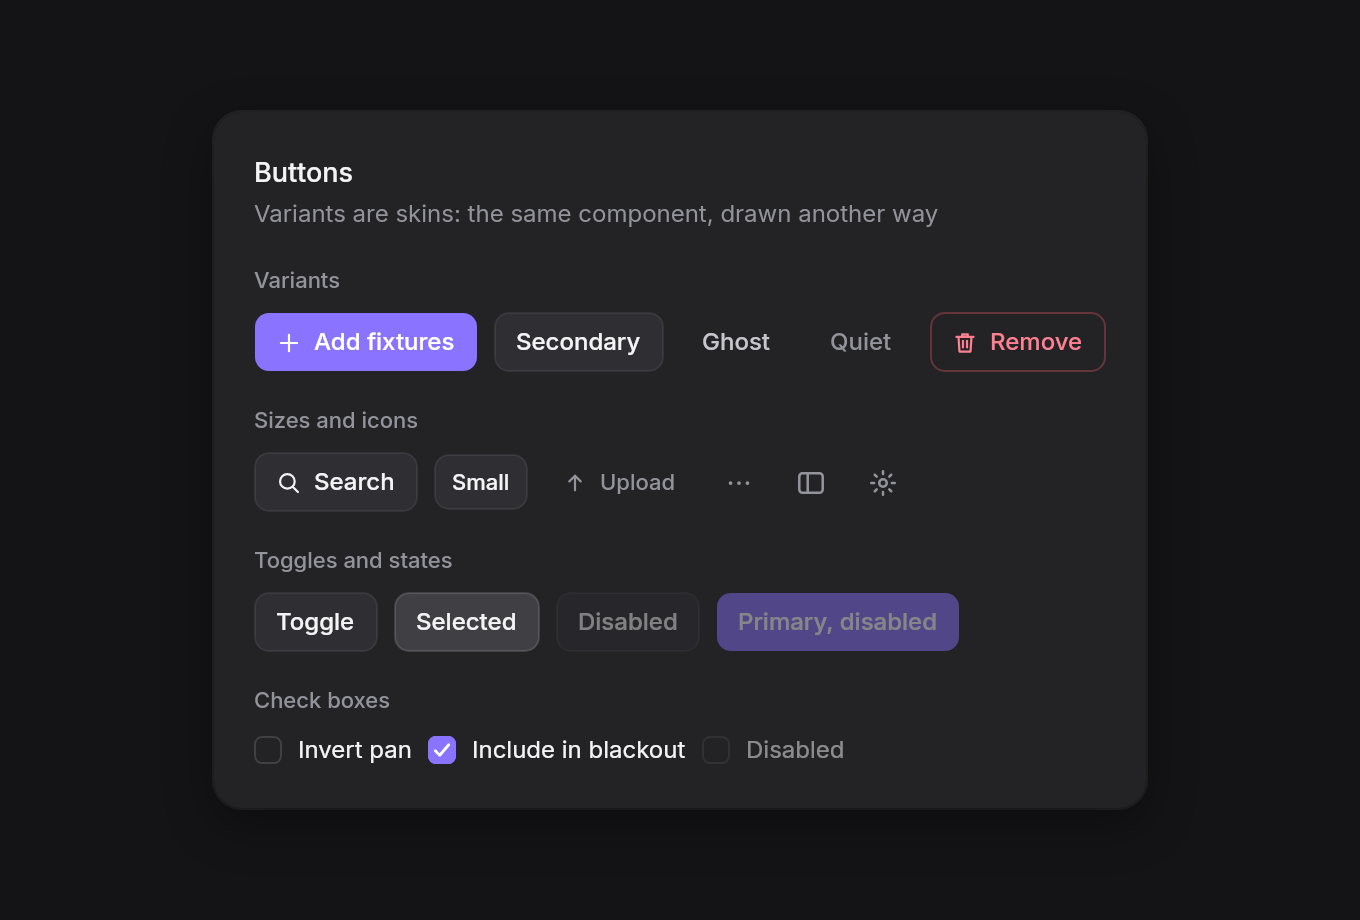 Buttons
Variants are skins: the same component, drawn another way
Variants
Add fixtures Secondary Ghost Quiet Remove
Sizes and icons
Search Small Upload
Toggles and states
Toggle Selected Disabled Primary, disabled
Check boxes
Invert pan Include in blackout Disabled